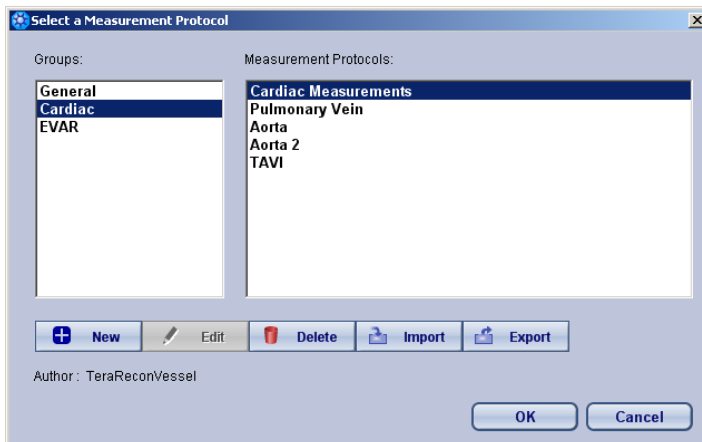 Select a Measurement Protocol
Groups:
Measurement Protocols:
General
Cardiac
EVAR
Cardiac Measurements
Pulmonary Vein
Aorta
Aorta 2
TAVI
New
Edit
Delete
Import
Export
Author : TeraReconVessel
OK
Cancel